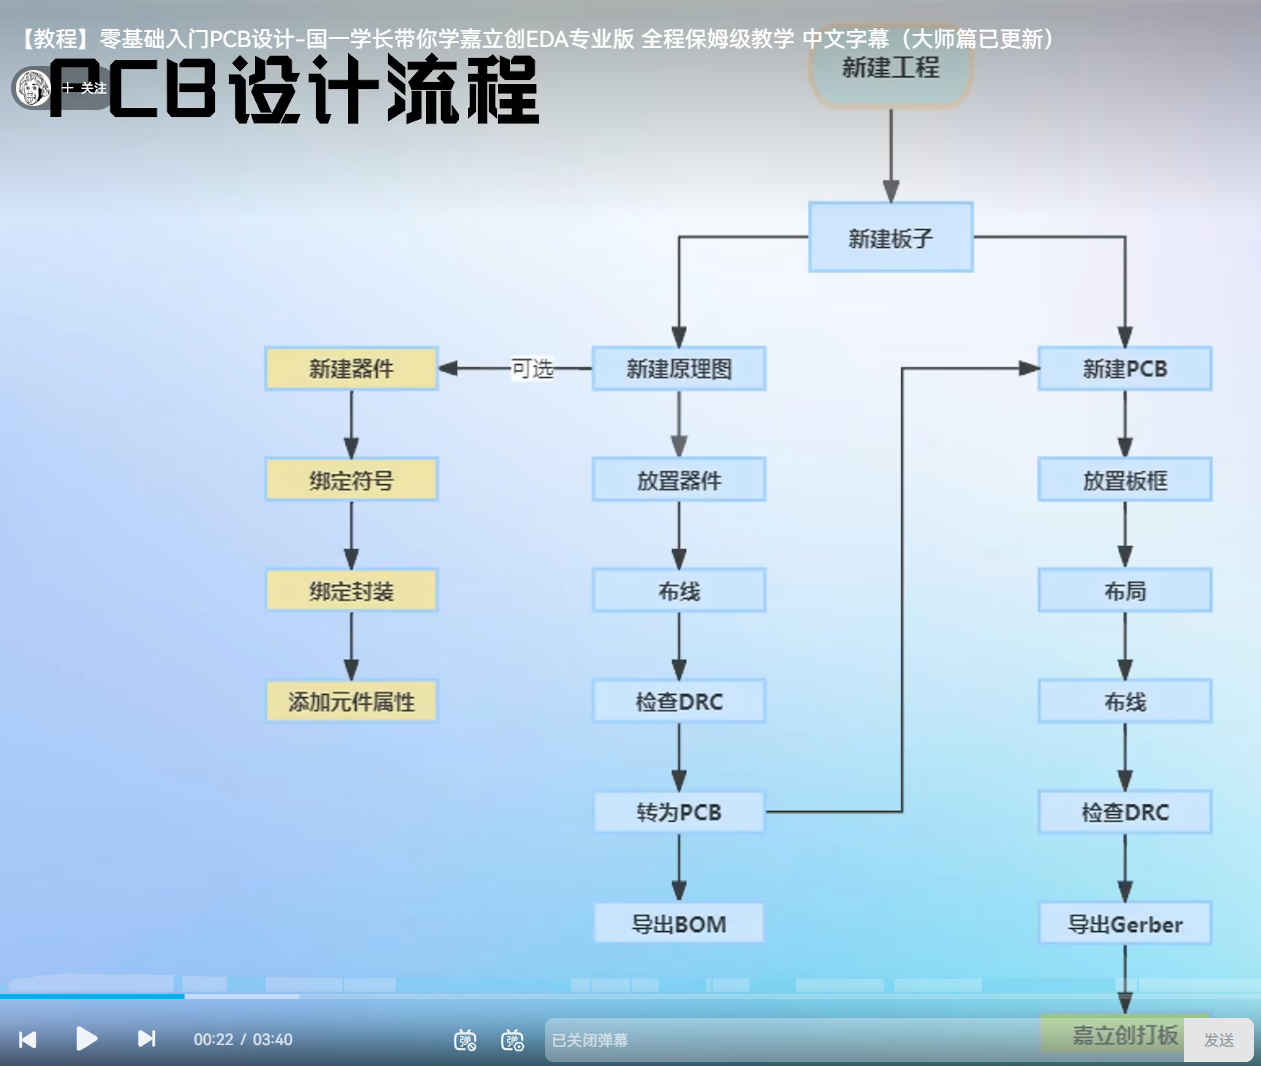 【教程】零基础入门PCB设计-国一学长带你学嘉立创EDA专业版 全程保姆级教学 中文字幕（大师篇已更新）
+ 关注
PCB设计流程
新建工程
新建板子
新建器件
可选
新建原理图
新建PCB
绑定符号
放置器件
放置板框
绑定封装
布线
布局
添加元件属性
检查DRC
布线
转为PCB
检查DRC
导出BOM
导出Gerber
嘉立创打板
00:22 / 03:40
弹
弹
已关闭弹幕
发送